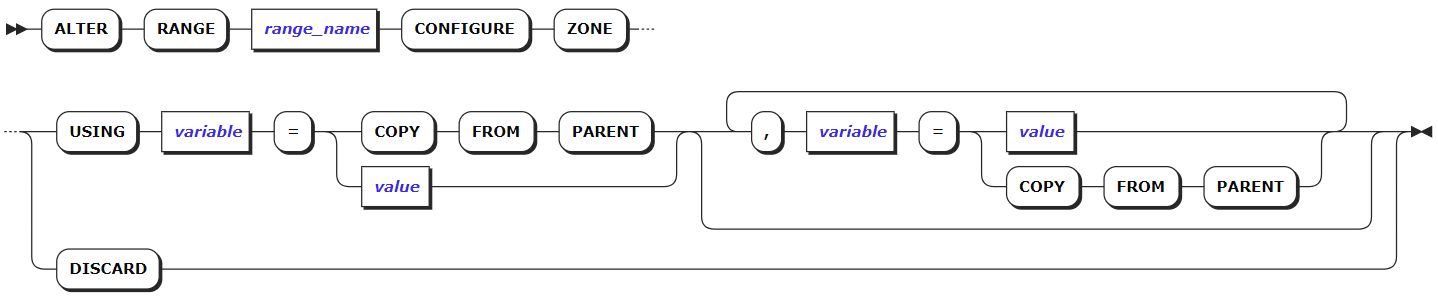 ALTER RANGE range_name CONFIGURE ZONE
USING variable = COPY FROM PARENT , variable = value
value COPY FROM PARENT
DISCARD